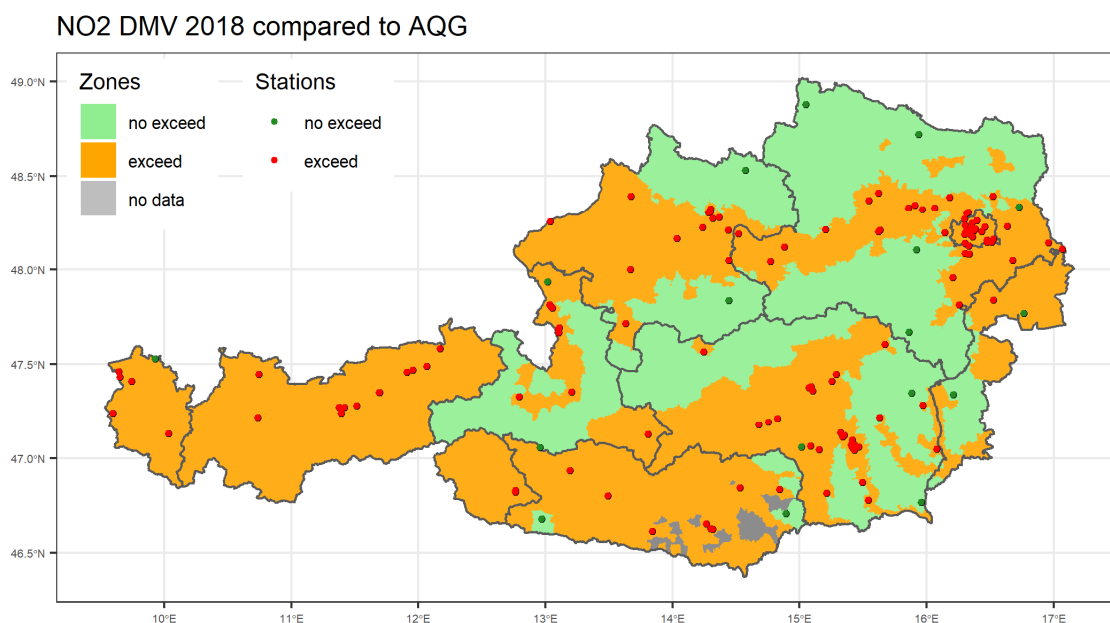 NO2 DMV 2018 compared to AQG
Zones
no exceed
exceed
no data
Stations
no exceed
exceed
49.0°N
48.5°N
48.0°N
47.5°N
47.0°N
46.5°N
10°E 11°E 12°E 13°E 14°E 15°E 16°E 17°E